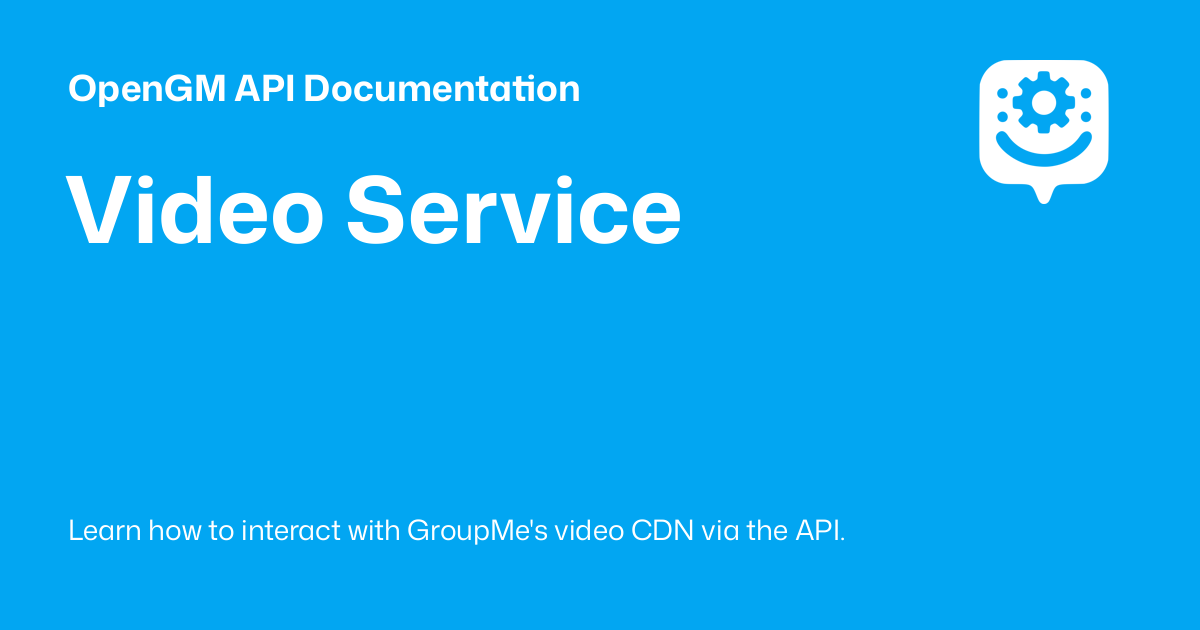 OpenGM API Documentation
Video Service
Learn how to interact with GroupMe's video CDN via the API.